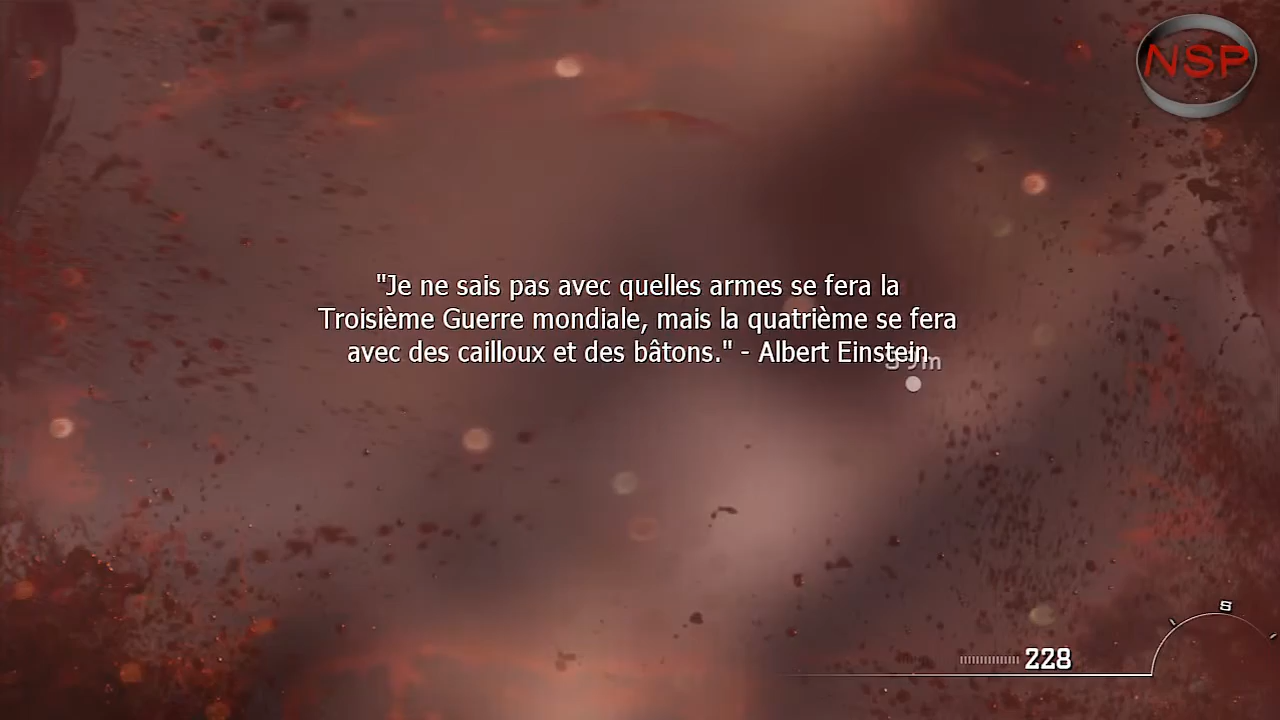 NSP
"Je ne sais pas avec quelles armes se fera la
Troisième Guerre mondiale, mais la quatrième se fera
avec des cailloux et des bâtons." - Albert Einstein
228
S